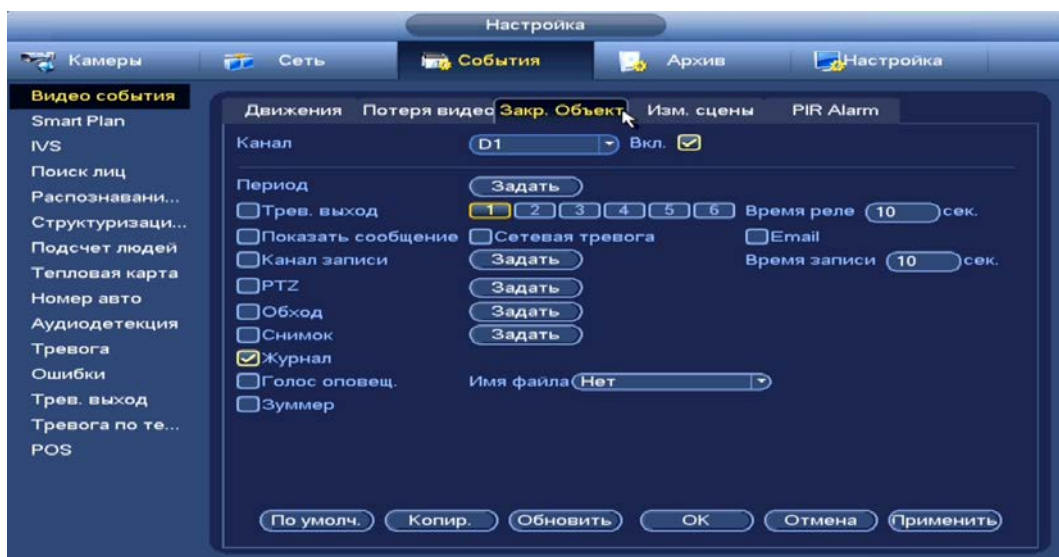 Настройка
Камеры Сеть События Архив Настройка
Видео события
Smart Plan
IVS
Поиск лиц
Распознавани...
Структуризаци...
Подсчет людей
Тепловая карта
Номер авто
Аудиодетекция
Тревога
Ошибки
Трев. выход
Тревога по те...
POS
Движения Потеря видео Закр. Объект Изм. сцены PIR Alarm
Канал D1 Вкл.
Период Задать
Трев. выход 1 2 3 4 5 6 Время реле 10 сек.
Показать сообщение Сетевая тревога Email
Канал записи Задать Время записи 10 сек.
PTZ Задать
Обход Задать
Снимок Задать
Журнал
Голос оповещ. Имя файла Нет
Зуммер
По умолч. Копир. Обновить OK Отмена Применить